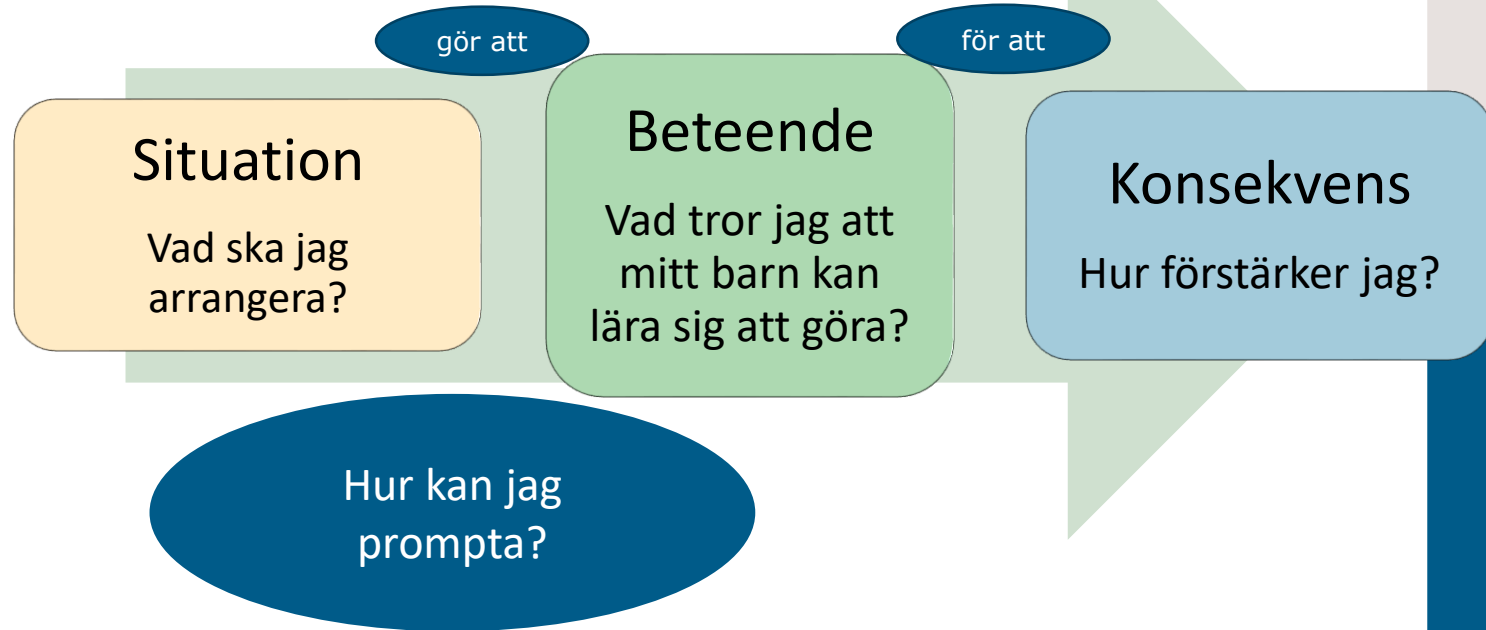 gör att
för att
Situation
Vad ska jag
arrangera?
Beteende
Vad tror jag att
mitt barn kan
lära sig att göra?
Konsekvens
Hur förstärker jag?
Hur kan jag
prompta?